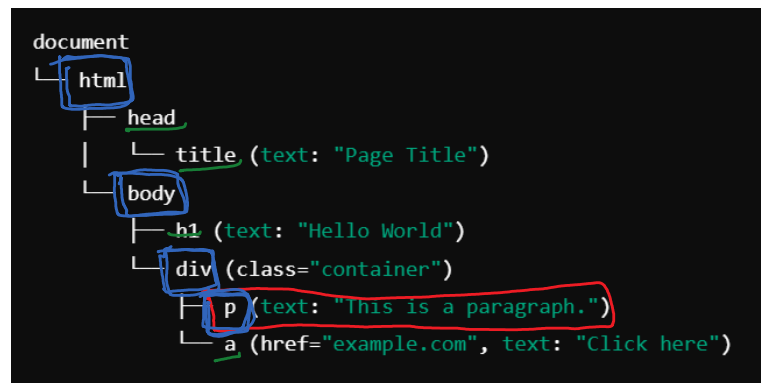 document
└── html
├── head
│ └── title (text: "Page Title")
└── body
├── h1 (text: "Hello World")
└── div (class="container")
├── p (text: "This is a paragraph.")
└── a (href="example.com", text: "Click here")